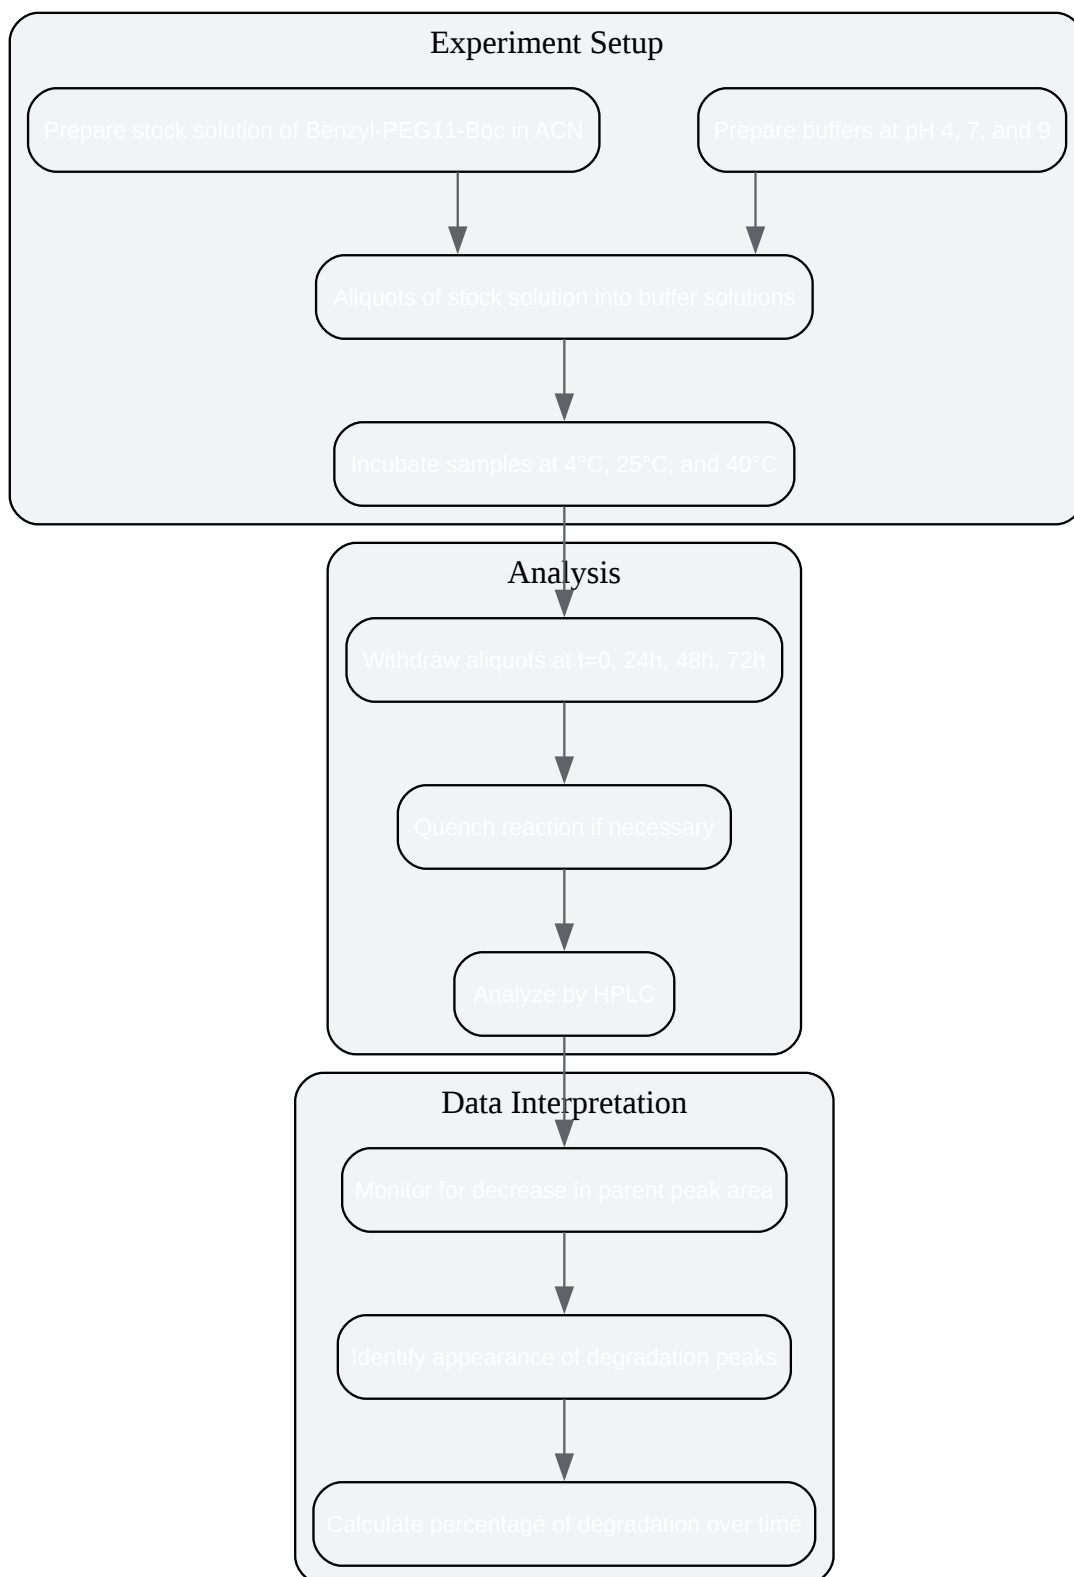 Experiment Setup
Prepare stock solution of Benzyl-PEG11-Boc in ACN
Prepare buffers at pH 4, 7, and 9
Aliquots of stock solution into buffer solutions
Incubate samples at 4°C, 25°C, and 40°C
Analysis
Withdraw aliquots at t=0, 24h, 48h, 72h
Quench reaction if necessary
Analyze by HPLC
Data Interpretation
Monitor for decrease in parent peak area
Identify appearance of degradation peaks
Calculate percentage of degradation over time